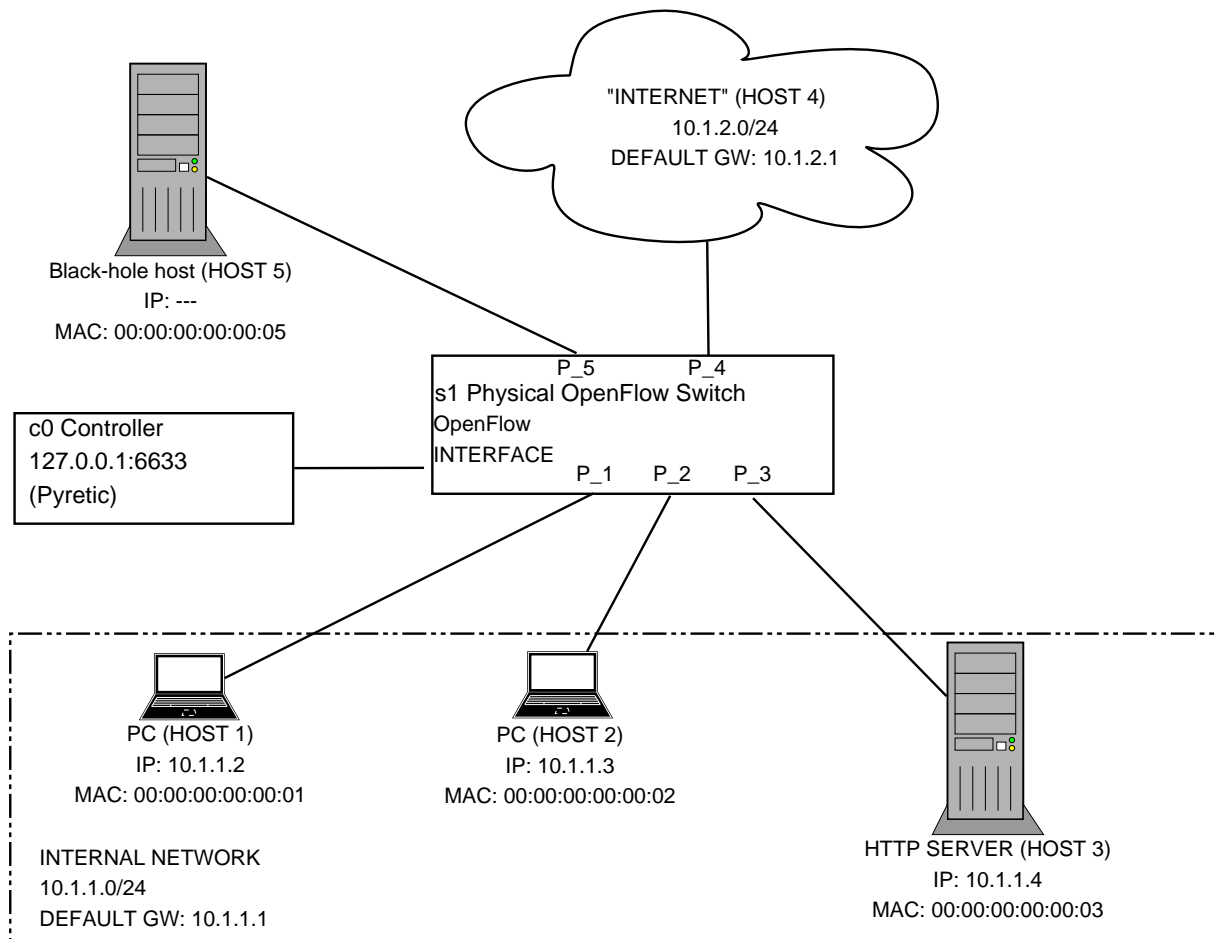 "INTERNET" (HOST 4)
10.1.2.0/24
DEFAULT GW: 10.1.2.1
Black-hole host (HOST 5)
IP: ---
MAC: 00:00:00:00:00:05
P_5
P_4
s1 Physical OpenFlow Switch
OpenFlow
INTERFACE
P_1
P_2
P_3
c0 Controller
127.0.0.1:6633
(Pyretic)
PC (HOST 1)
IP: 10.1.1.2
MAC: 00:00:00:00:00:01
PC (HOST 2)
IP: 10.1.1.3
MAC: 00:00:00:00:00:02
HTTP SERVER (HOST 3)
IP: 10.1.1.4
MAC: 00:00:00:00:00:03
INTERNAL NETWORK
10.1.1.0/24
DEFAULT GW: 10.1.1.1